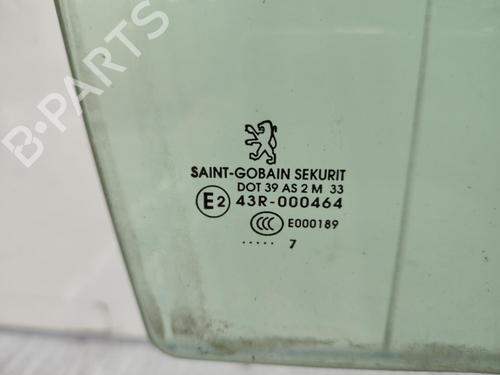 B-PARTS
SAINT-GOBAIN SEKURIT
DOT 39 AS 2 M 33
E2 43R-000464
CCC E000189
..... 7